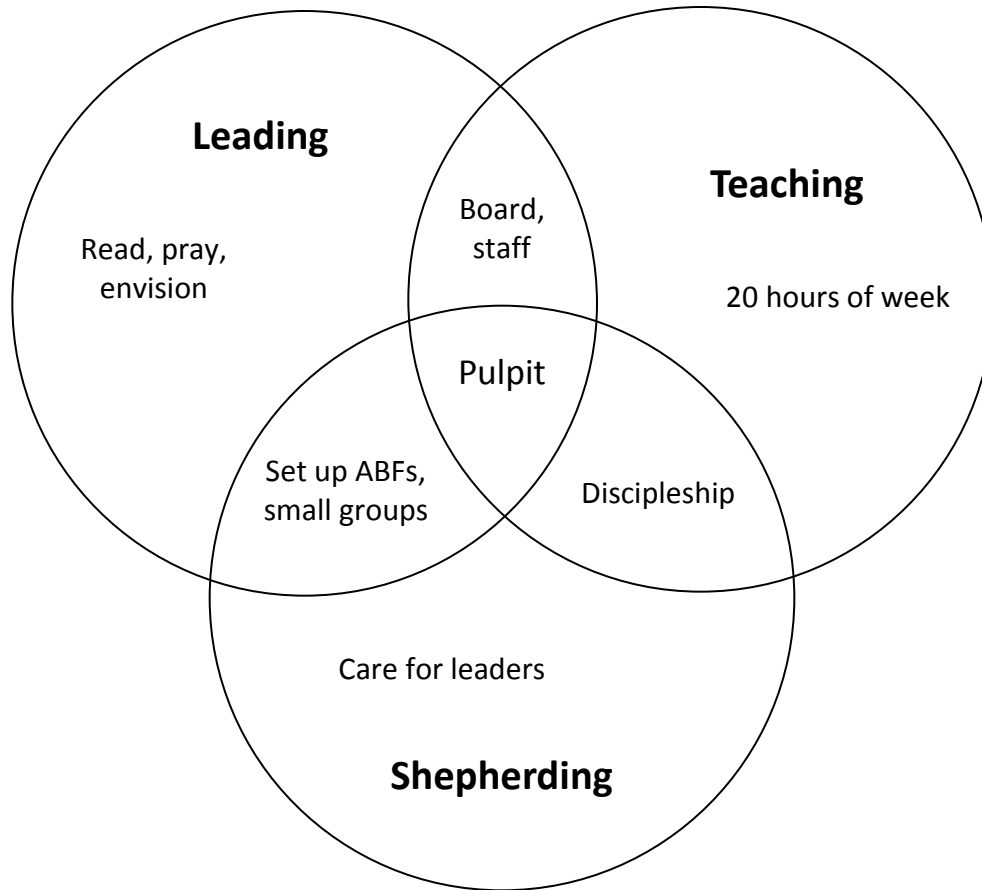 Leading
Teaching
Board,
staff
Read, pray,
envision
20 hours of week
Pulpit
Set up ABFs,
small groups
Discipleship
Care for leaders
Shepherding